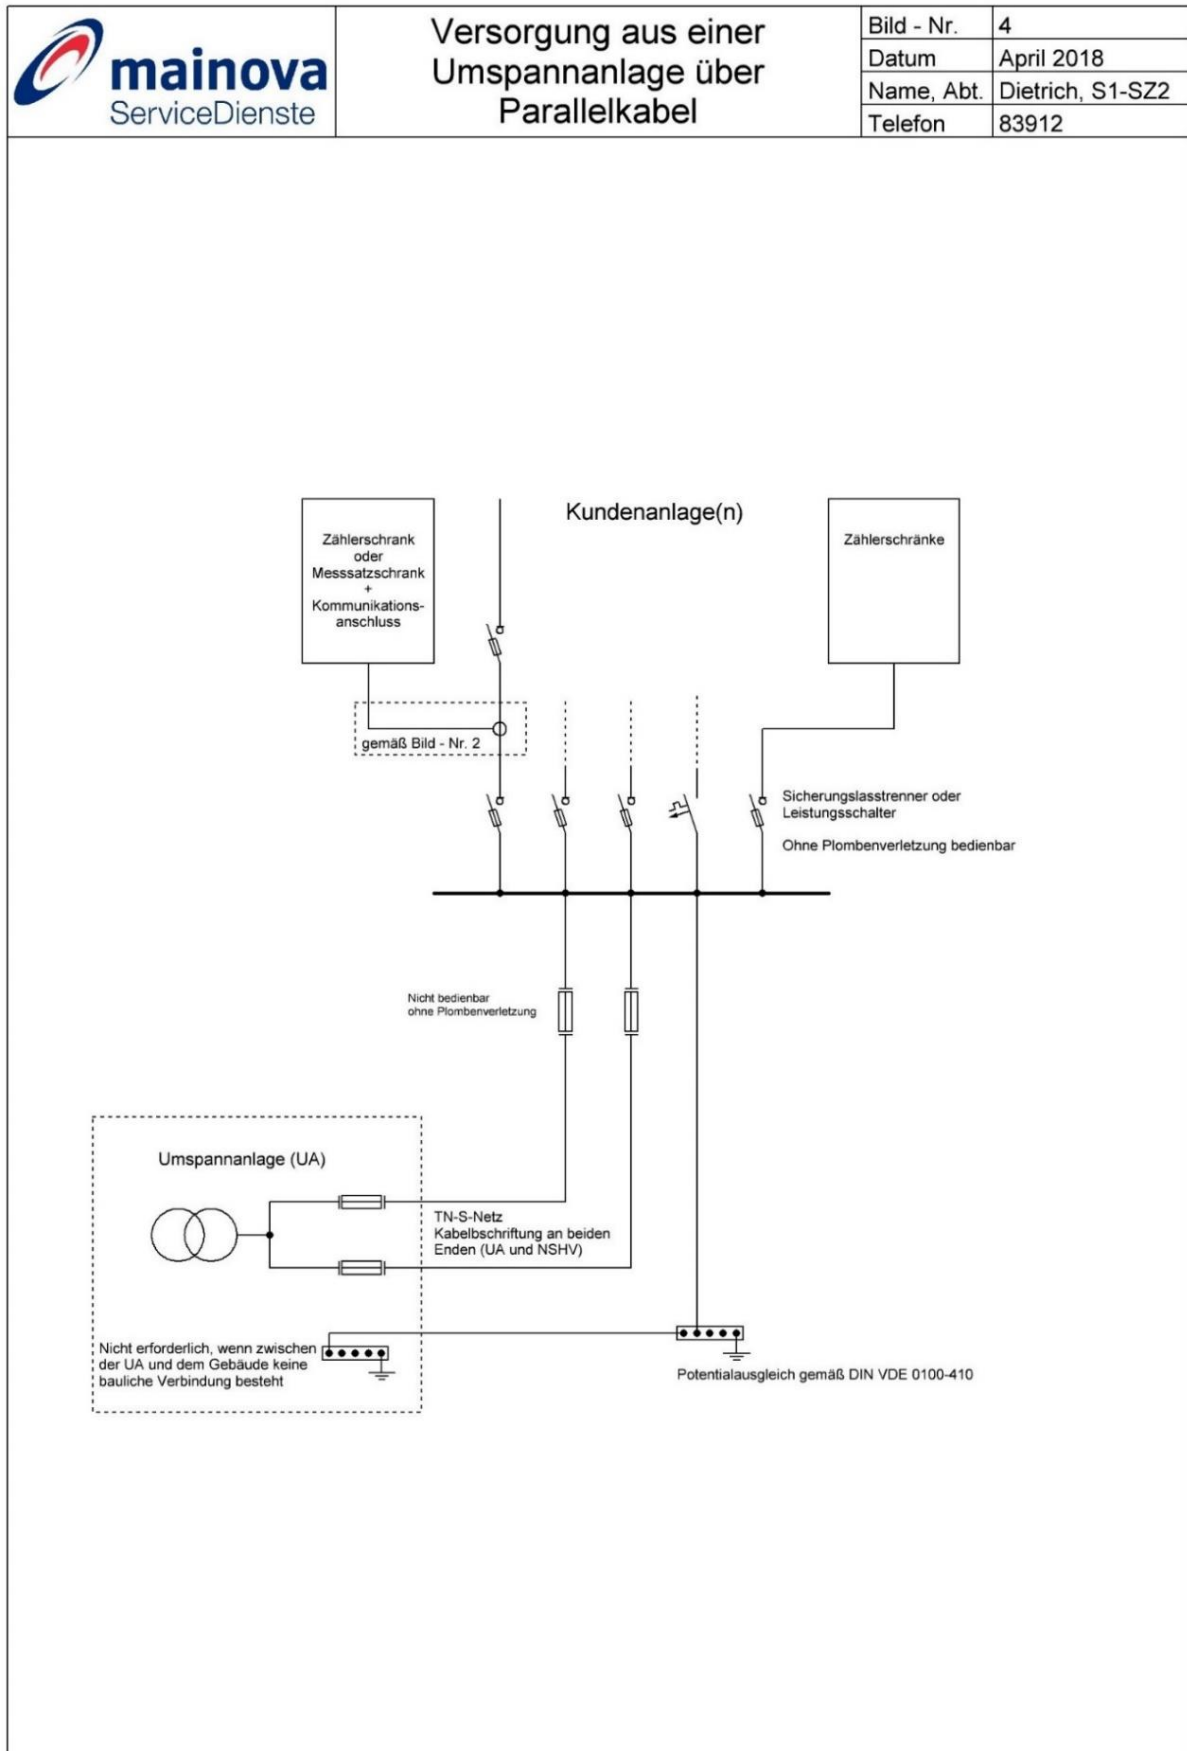 mainova
ServiceDienste
Versorgung aus einer
Umspannanlage über
Parallelkabel
Bild - Nr. 4
Datum April 2018
Name, Abt. Dietrich, S1-SZ2
Telefon 83912
Kundenanlage(n)
Zählerschrank
oder
Messsatzschrank
+
Kommunikations-
anschluss
Zählerschränke
gemäß Bild - Nr. 2
Sicherungslasstrenner oder
Leistungsschalter
Ohne Plombenverletzung bedienbar
Nicht bedienbar
ohne Plombenverletzung
Umspannanlage (UA)
TN-S-Netz
Kabelbschriftung an beiden
Enden (UA und NSHV)
Nicht erforderlich, wenn zwischen
der UA und dem Gebäude keine
bauliche Verbindung besteht
Potentialausgleich gemäß DIN VDE 0100-410